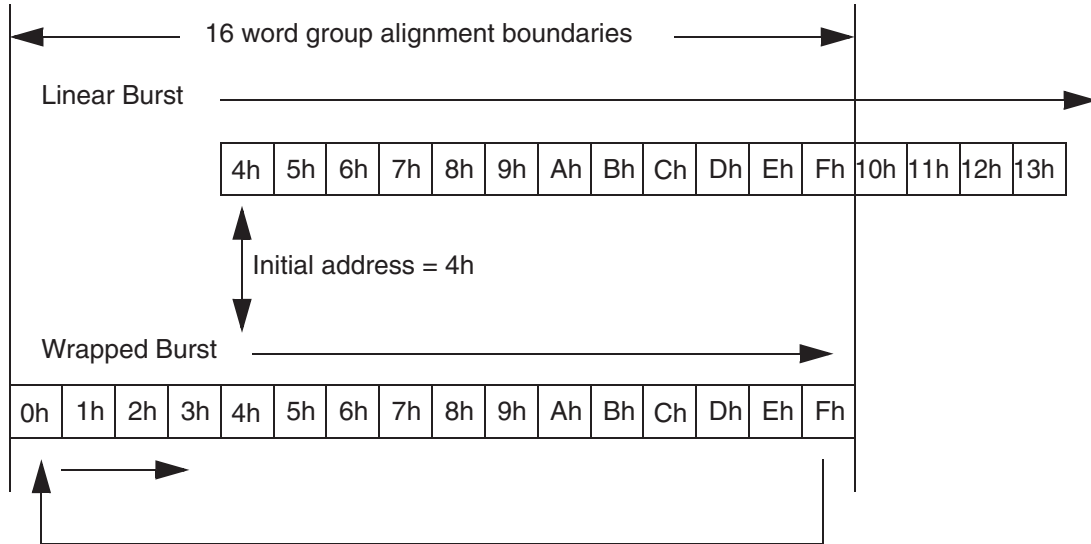 16 word group alignment boundaries
Linear Burst
4h 5h 6h 7h 8h 9h Ah Bh Ch Dh Eh Fh 10h 11h 12h 13h
Initial address = 4h
Wrapped Burst
0h 1h 2h 3h 4h 5h 6h 7h 8h 9h Ah Bh Ch Dh Eh Fh